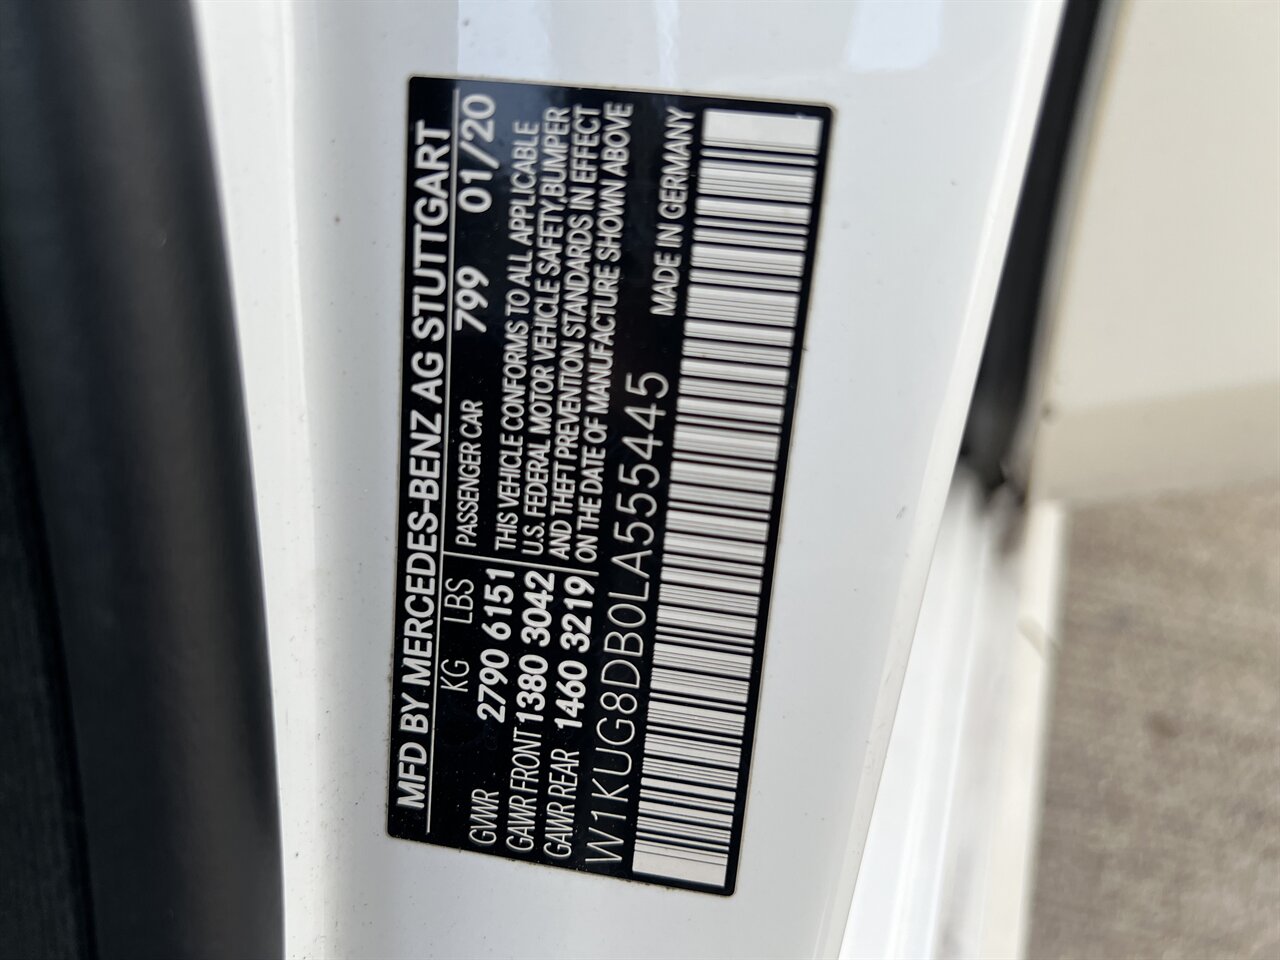 MFD BY MERCEDES-BENZ AG STUTTGART
KG LBS PASSENGER CAR 799 01/20
GVWR 2790 6151 THIS VEHICLE CONFORMS TO ALL APPLICABLE
GAWR FRONT 1380 3042 U.S. FEDERAL MOTOR VEHICLE SAFETY,BUMPER
GAWR REAR 1460 3219 AND THEFT PREVENTION STANDARDS IN EFFECT
ON THE DATE OF MANUFACTURE SHOWN ABOVE
W1KUG8DB0LA555445 MADE IN GERMANY